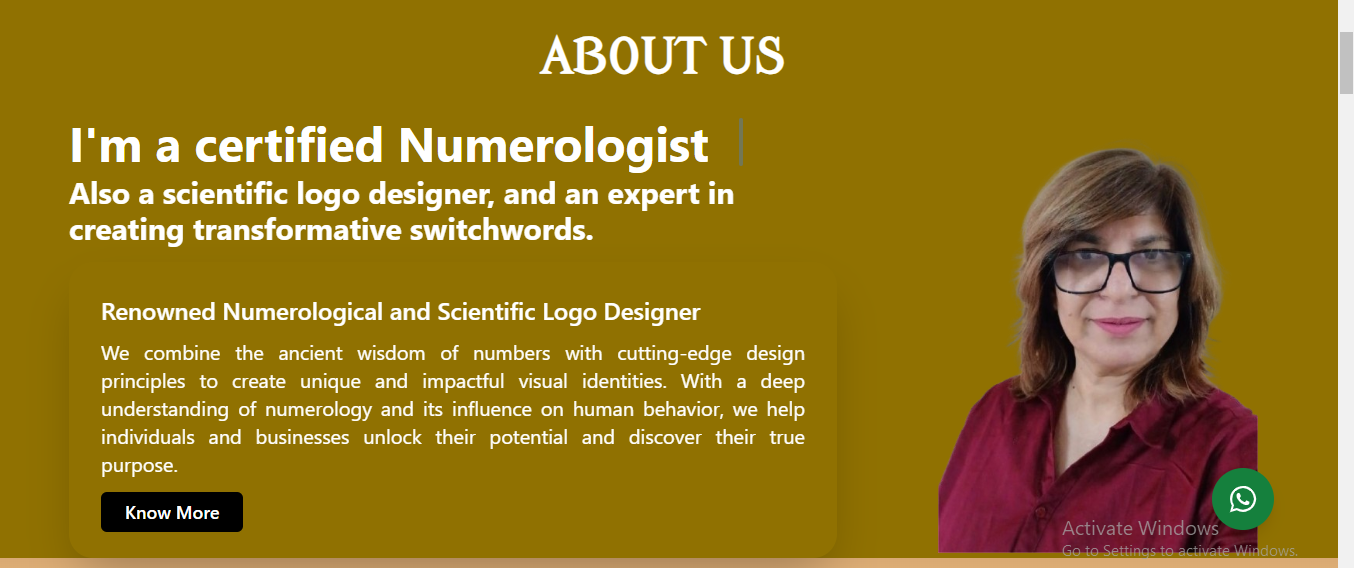 ABOUT US
I'm a certified Numerologist
Also a scientific logo designer, and an expert in
creating transformative switchwords.
Renowned Numerological and Scientific Logo Designer
We combine the ancient wisdom of numbers with cutting-edge design
principles to create unique and impactful visual identities. With a deep
understanding of numerology and its influence on human behavior, we help
individuals and businesses unlock their potential and discover their true
purpose.
Know More
Activate Windows
Go to Settings to activate Windows.